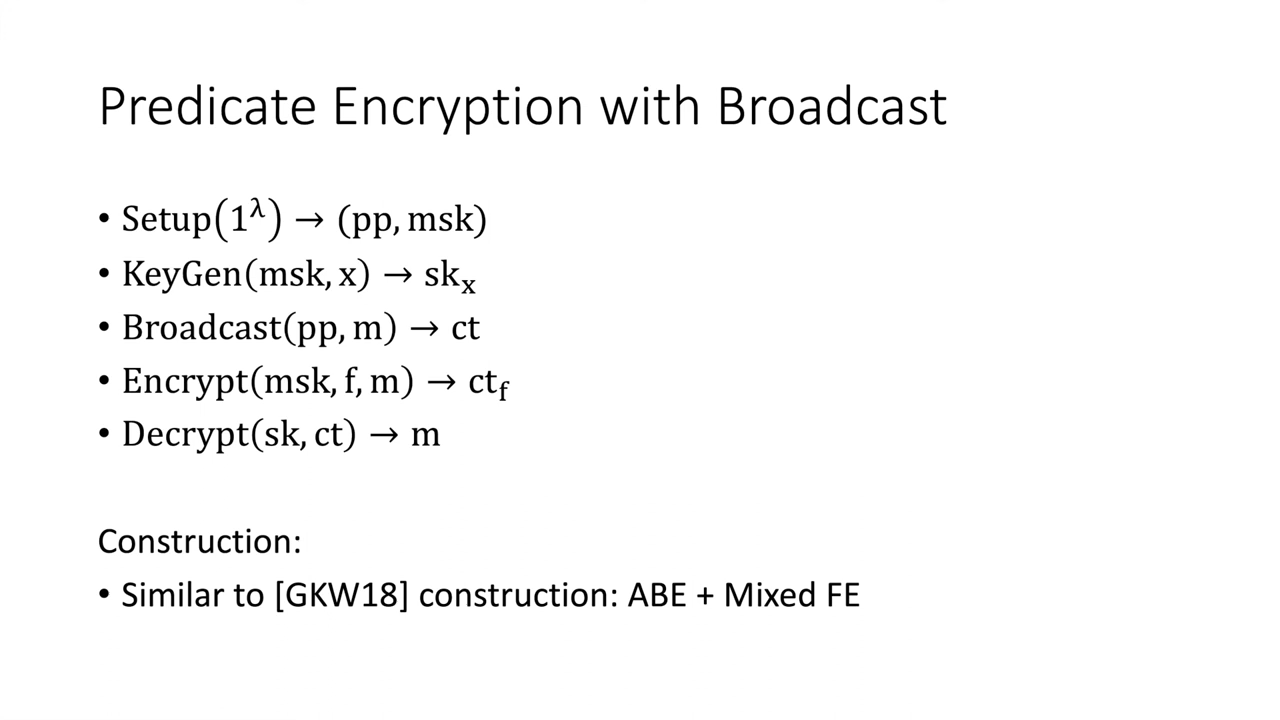 Predicate Encryption with Broadcast
• Setup(1^λ) → (pp, msk)
• KeyGen(msk, x) → sk_x
• Broadcast(pp, m) → ct
• Encrypt(msk, f, m) → ct_f
• Decrypt(sk, ct) → m
Construction:
• Similar to [GKW18] construction: ABE + Mixed FE